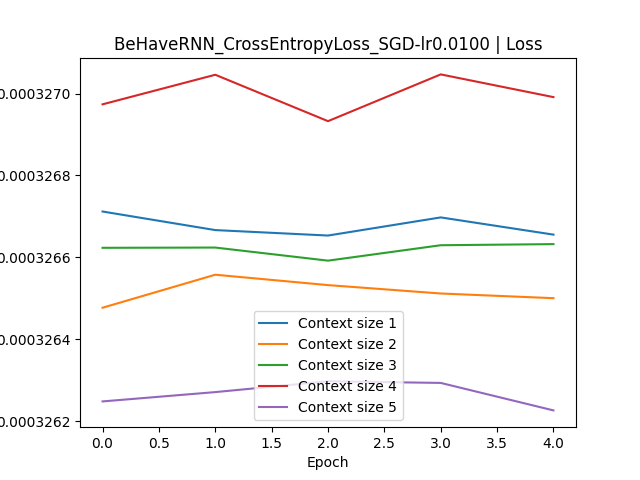 BeHaveRNN_CrossEntropyLoss_SGD-lr0.0100 | Loss
0.0003270
0.0003268
0.0003266
0.0003264
0.0003262
Context size 1
Context size 2
Context size 3
Context size 4
Context size 5
0.0 0.5 1.0 1.5 2.0 2.5 3.0 3.5 4.0
Epoch